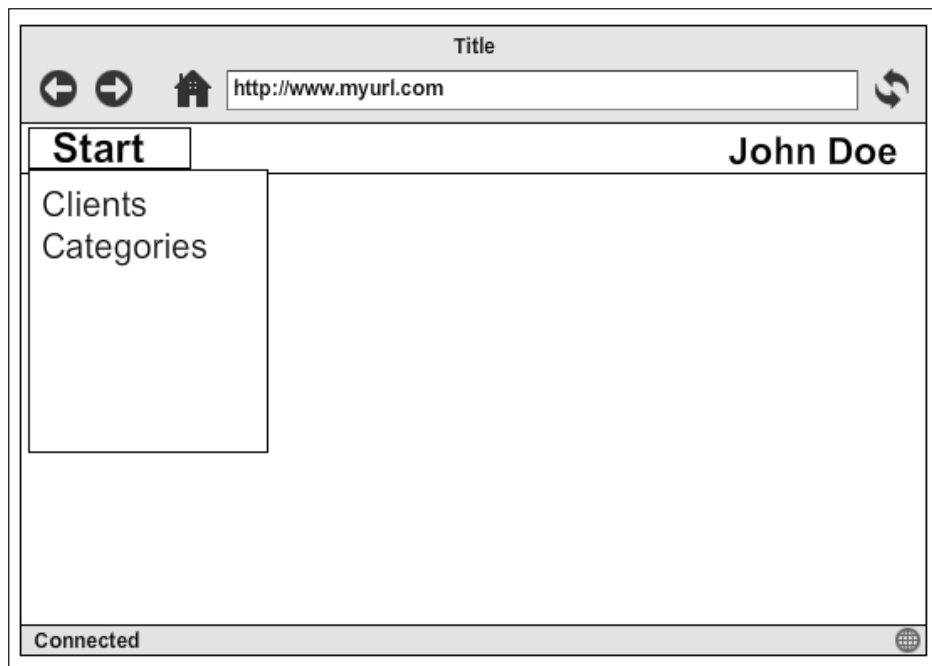 Title
http://www.myurl.com
Start
John Doe
Clients
Categories
Connected